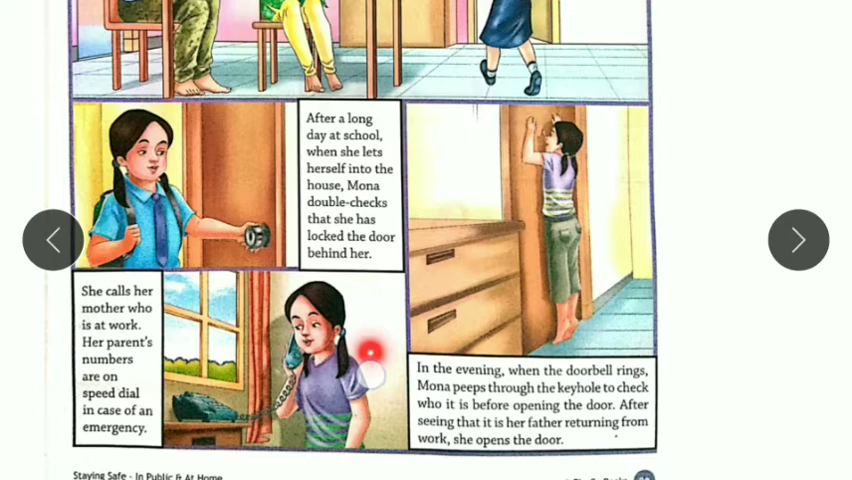 After a long
day at school,
when she lets
herself into the
house, Mona
double-checks
that she has
locked the door
behind her.
She calls her
mother who
is at work.
Her parent's
numbers
are on
speed dial
in case of an
emergency.
In the evening, when the doorbell rings,
Mona peeps through the keyhole to check
who it is before opening the door. After
seeing that it is her father returning from
work, she opens the door.
Staying Safe - In Public & At Home